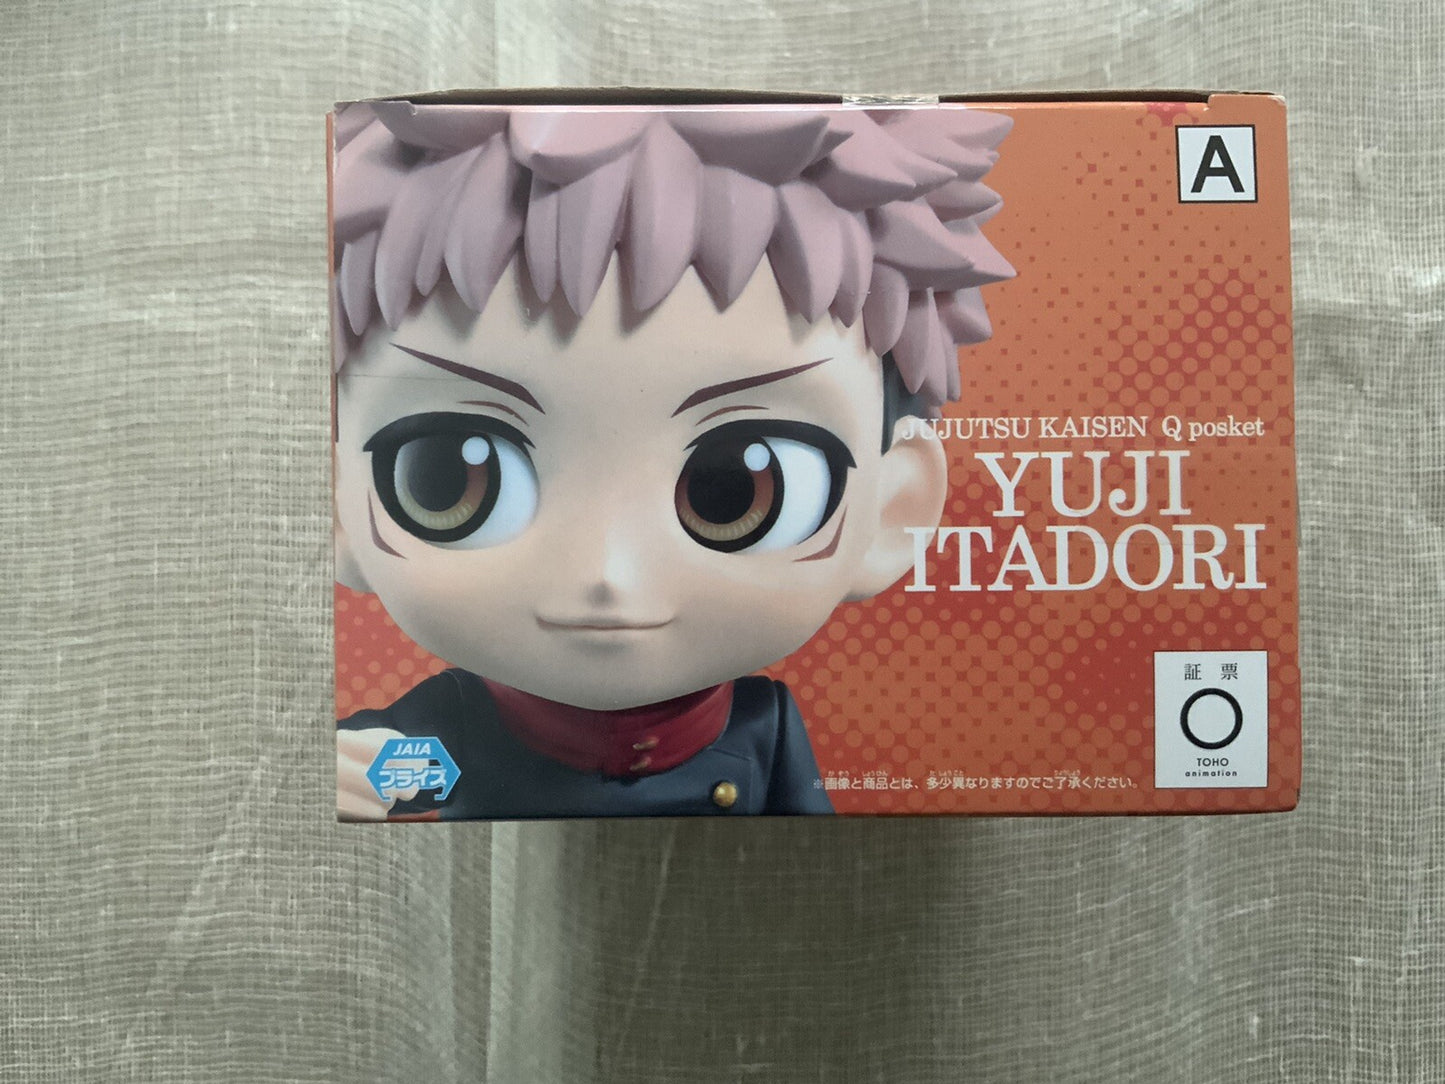 A
JUJUTSU KAISEN Q posket
YUJI
ITADORI
証 票
TOHO
animation
JAIA
プライズ
※画像と商品とは、多少異なりますのでご了承ください。